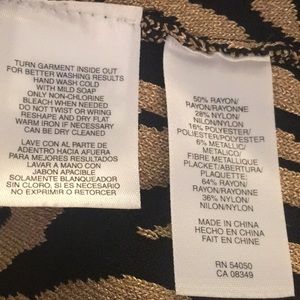 TURN GARMENT INSIDE OUT
FOR BETTER WASHING RESULTS
HAND WASH COLD
WITH MILD SOAP
ONLY NON-CHLORINE
BLEACH WHEN NEEDED
DO NOT TWIST OR WRING
RESHAPE AND DRY FLAT
WARM IRON IF NECESSARY
CAN BE DRY CLEANED
LAVE CON AL PARTE DE
ADENTRO HACIA AFUERA
PARA MEJORES RESULTADOS
LAVAR A MANO CON
JABON APACIBLE
SOLAMENTE BLANQUEADOR
SIN CLORO, SI ES NECESARIO
NO EXPRIMIR O RETORCER
50% RAYON/
RAYON/RAYONNE
28% NYLON/
NILON/NYLON
16% POLYESTER/
POLIESTER/POLYESTER
6% METALLIC/
METALICO/
FIBRE METALLIQUE
PLACKET/ABERTURA/
PLAQUETTE:
64% RAYON/
RAYON/RAYONNE
36% NYLON/
NILON/NYLON
MADE IN CHINA
HECHO EN CHINA
FAIT EN CHINE
RN 54050
CA 08349